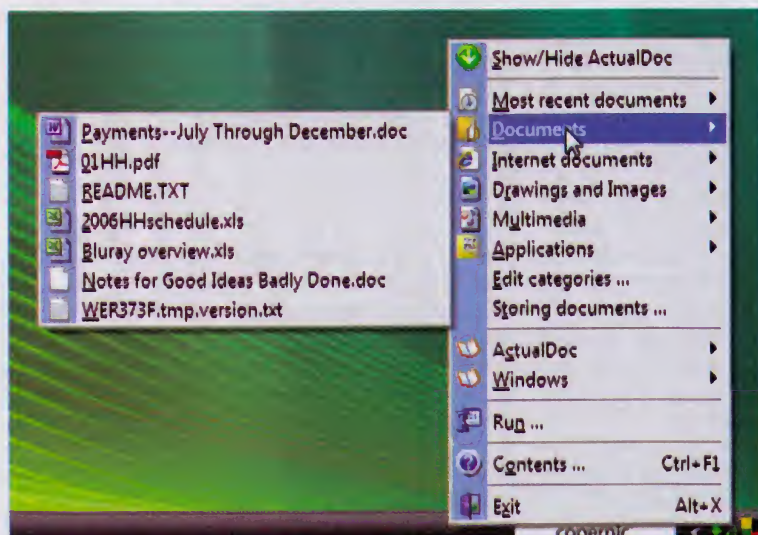 Payments--July Through December.doc
01HH.pdf
README.TXT
2006HHschedule.xls
Bluray overview.xls
Notes for Good Ideas Badly Done.doc
WER373F.tmp.version.txt
Show/Hide ActualDoc
Most recent documents
Documents
Internet documents
Drawings and Images
Multimedia
Applications
Edit categories ...
Storing documents ...
ActualDoc
Windows
Run ...
Contents ... Ctrl+F1
Exit Alt+X